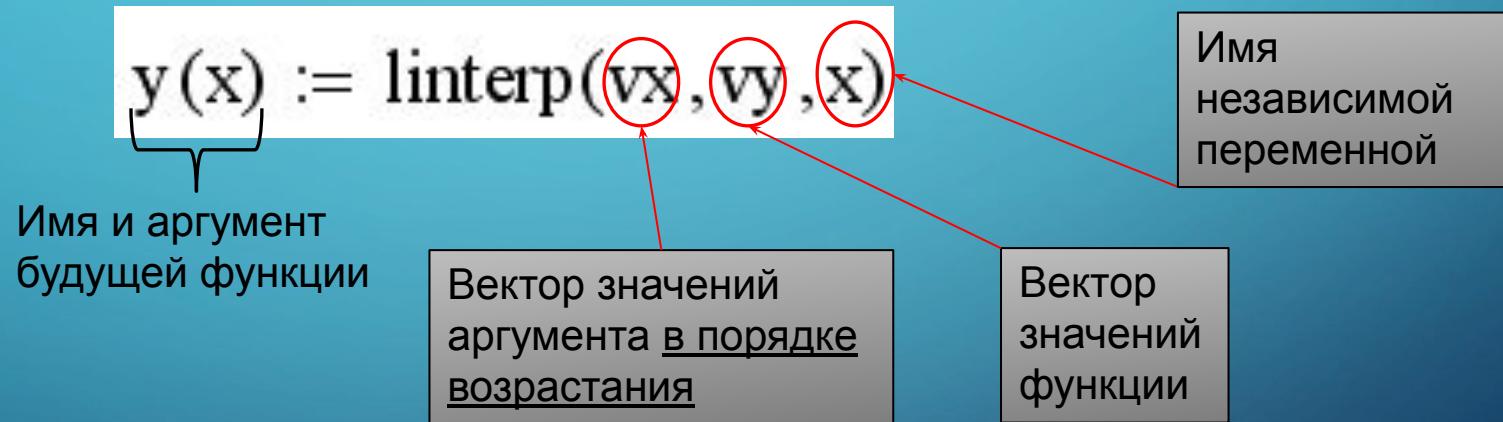 y(x) := linterp(vx,vy,x)
Имя
независимой
переменной
Имя и аргумент
будущей функции
Вектор значений
аргумента в порядке
возрастания
Вектор
значений
функции